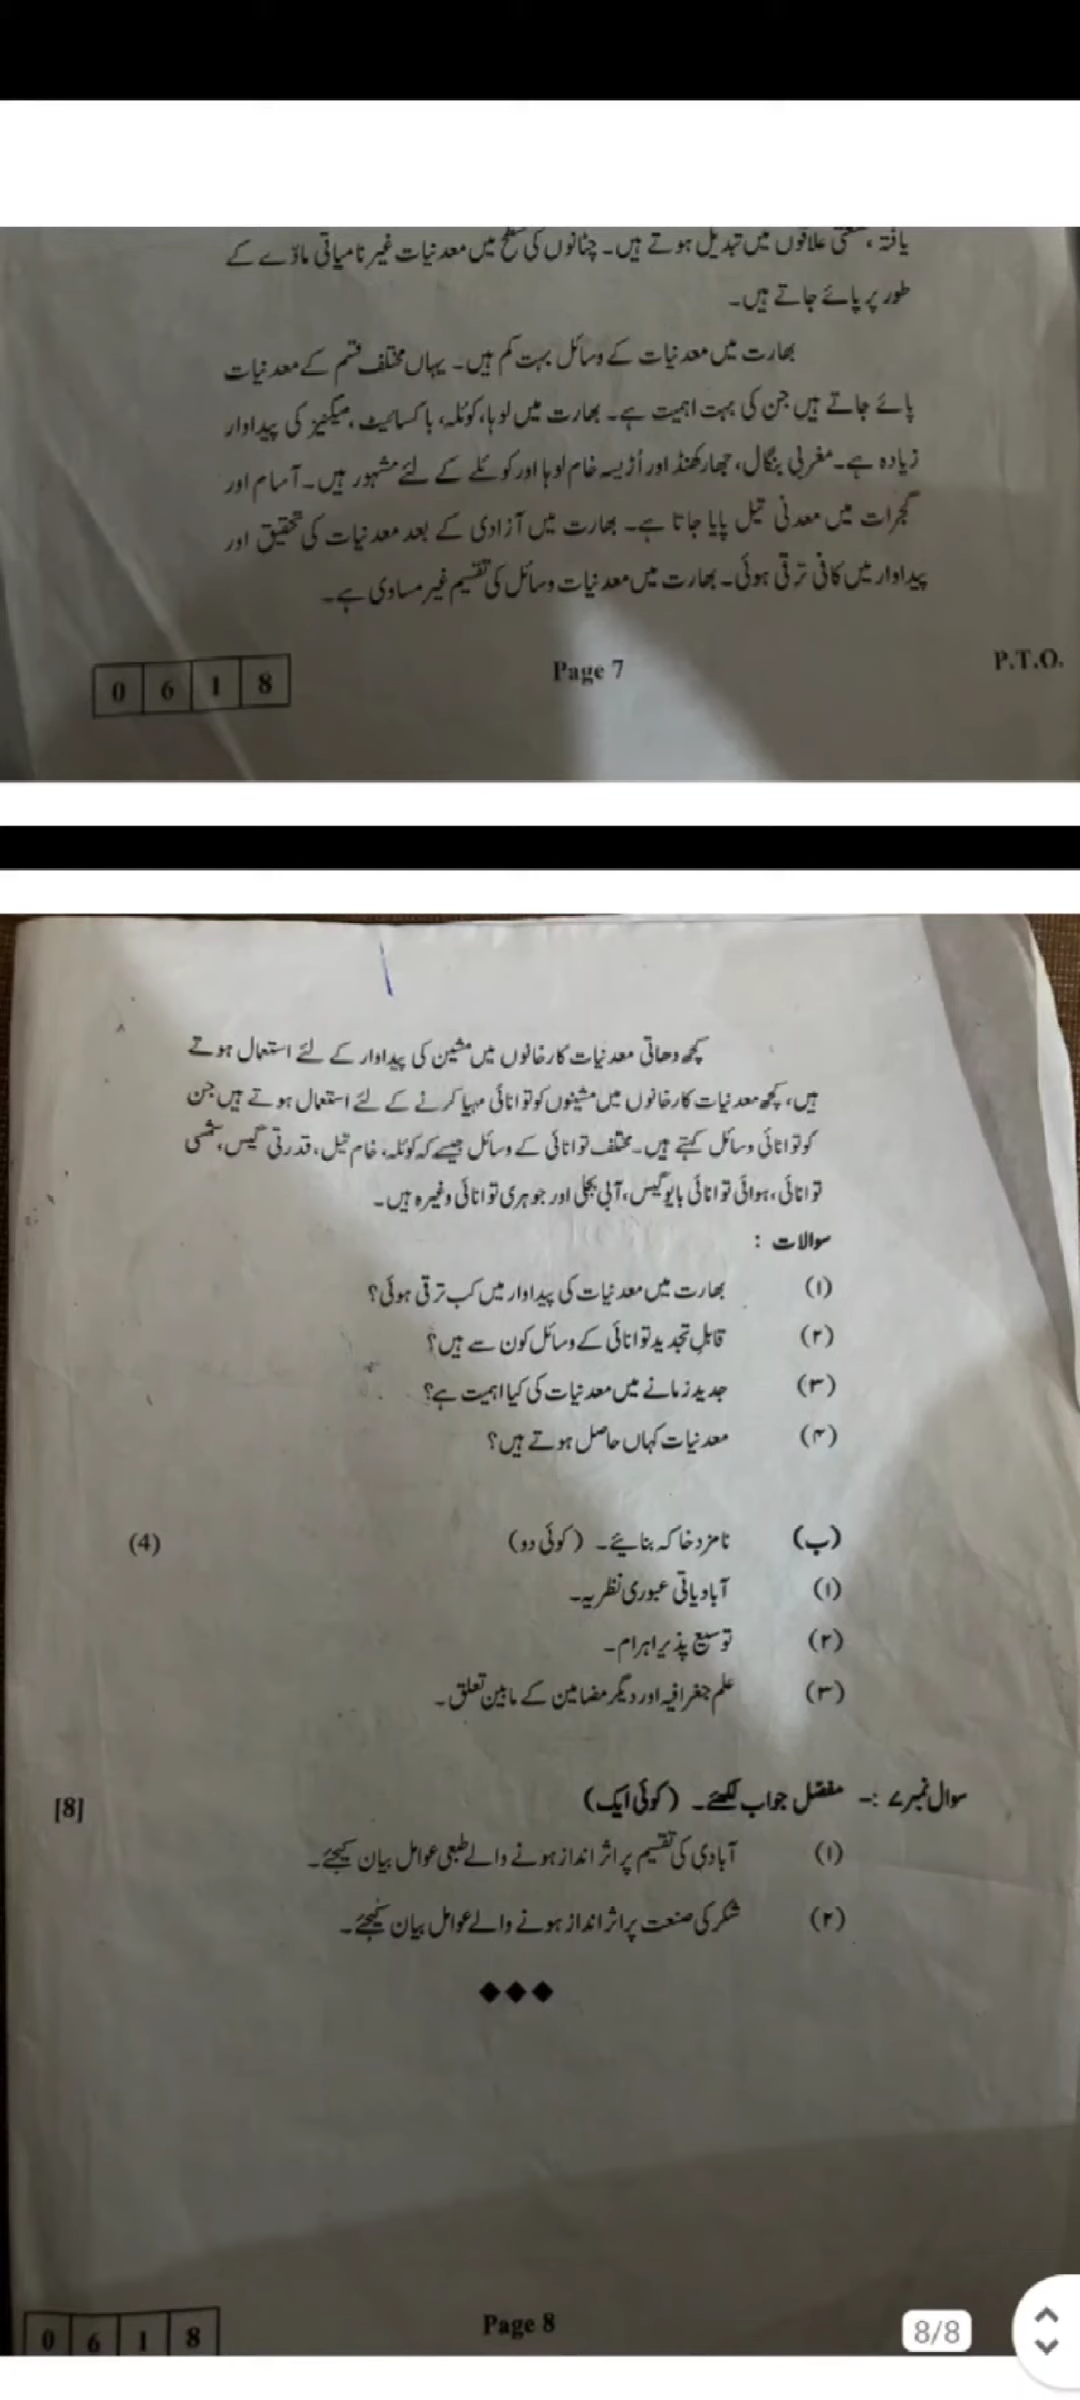 یافتہ، صنعتی علاقوں میں تبدیل ہوتے ہیں۔ چٹانوں کی سطح میں معدنیات غیر نامیاتی مادّے کے
طور پر پائے جاتے ہیں۔
بھارت میں معدنیات کے وسائل بہت کم ہیں۔ یہاں مختلف قسم کے معدنیات
پائے جاتے ہیں جن کی بہت اہمیت ہے۔ بھارت میں لوہا، کوئلہ، باکسائیٹ، میگنیز کی پیداوار
زیادہ ہے۔ مغربی بنگال، جھارکھنڈ اور اُڑیسہ خام لوہا اور کوئلے کے لئے مشہور ہیں۔ آسام اور
گجرات میں معدنی تیل پایا جاتا ہے۔ بھارت میں آزادی کے بعد معدنیات کی تحقیق اور
پیداوار میں کافی ترقی ہوئی۔ بھارت میں معدنیات وسائل کی تقسیم غیر مساوی ہے۔
0 6 1 8 Page 7 P.T.O.
کچھ دھاتی معدنیات کارخانوں میں مشین کی پیداوار کے لئے استعمال ہوتے
ہیں، کچھ معدنیات کارخانوں میں مشینوں کو توانائی مہیا کرنے کے لئے استعمال ہوتے ہیں جن
کو توانائی وسائل کہتے ہیں۔ مختلف توانائی کے وسائل جیسے کہ کوئلہ، خام تیل، قدرتی گیس، شمسی
توانائی، ہوائی توانائی بایوگیس، آبی بجلی اور جوہری توانائی وغیرہ ہیں۔
سوالات :
(۱) بھارت میں معدنیات کی پیداوار میں کب ترقی ہوئی؟
(۲) قابلِ تجدید توانائی کے وسائل کون سے ہیں؟
(۳) جدید زمانے میں معدنیات کی کیا اہمیت ہے؟
(۴) معدنیات کہاں حاصل ہوتے ہیں؟
(ب) نامزد خاکہ بنائیے۔ (کوئی دو) (4)
(۱) آبادیاتی عبوری نظریہ۔
(۲) توسیع پذیر اہرام۔
(۳) علم جغرافیہ اور دیگر مضامین کے مابین تعلق۔
سوال نمبر ۷ :- مفصّل جواب لکھئے۔ (کوئی ایک) [8]
(۱) آبادی کی تقسیم پر اثر انداز ہونے والے طبعی عوامل بیان کیجئے۔
(۲) شکر کی صنعت پر اثر انداز ہونے والے عوامل بیان کیجئے۔
0 6 1 8 Page 8 8/8